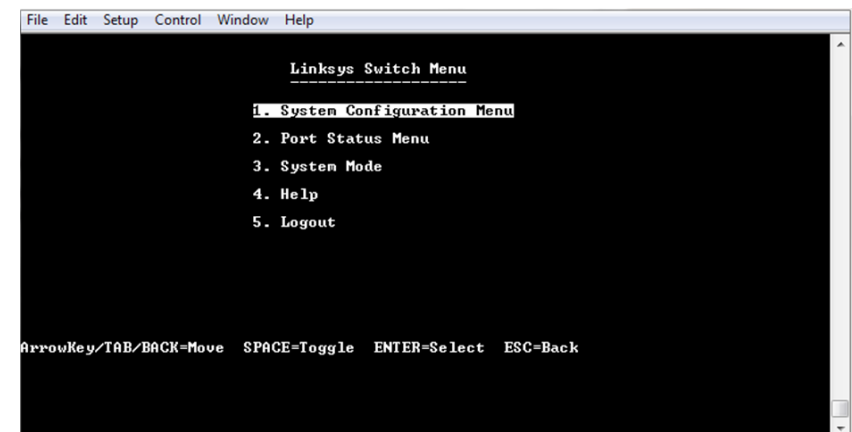 File Edit Setup Control Window Help
Linksys Switch Menu
1. System Configuration Menu
2. Port Status Menu
3. System Mode
4. Help
5. Logout
ArrowKey/TAB/BACK=Move SPACE=Toggle ENTER=Select ESC=Back